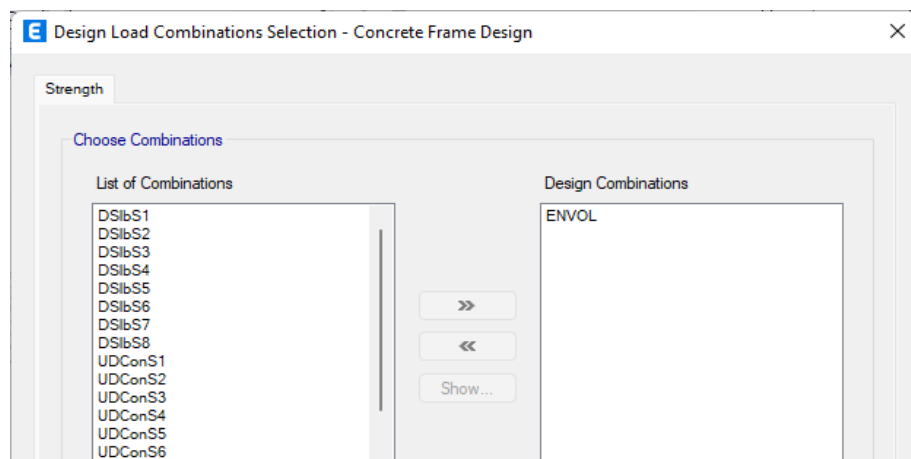 E Design Load Combinations Selection - Concrete Frame Design
Strength
Choose Combinations
List of Combinations
Design Combinations
DSlbS1
DSlbS2
DSlbS3
DSlbS4
DSlbS5
DSlbS6
DSlbS7
DSlbS8
UDConS1
UDConS2
UDConS3
UDConS4
UDConS5
UDConS6
>>
<<
Show...
ENVOL